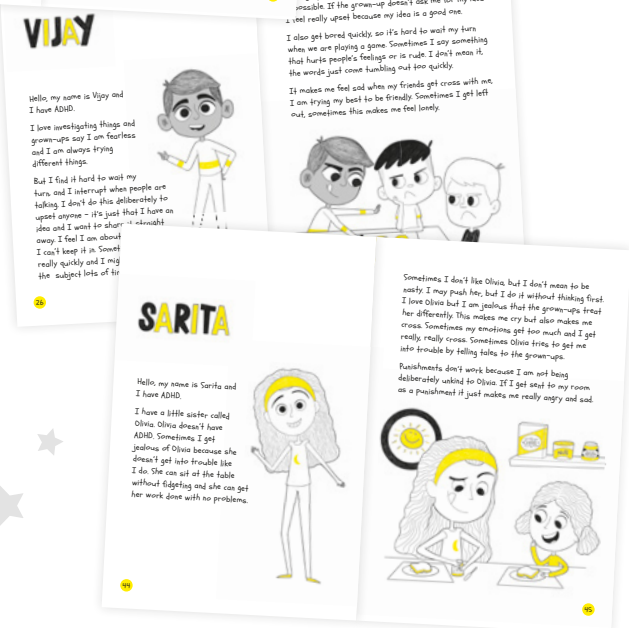 VIJAY
Hello, my name is Vijay and
I have ADHD.
I love investigating things and
grown-ups say I am fearless
and I am always trying
different things.
But I find it hard to wait my
turn and I interrupt when people are
talking. I don't do this deliberately to
upset anyone – it's just that I have an
idea and I want to share it straight
away. I feel I am about
I can't keep it in. Somet
really quickly and I mig
the subject lots of tim
26
possible. If the grown-up doesn't ask me for my
I feel really upset because my idea is a good one.
I also get bored quickly, so it's hard to wait my turn
when we are playing a game. Sometimes I say something
that hurts people's feelings or is rude. I don't mean it,
the words just come tumbling out too quickly.
It makes me feel sad when my friends get cross with me,
I am trying my best to be friendly. Sometimes I get left
out, sometimes this makes me feel lonely.
SARITA
Hello, my name is Sarita and
I have ADHD.
I have a little sister called
Olivia. Olivia doesn't have
ADHD. Sometimes I get
jealous of Olivia because she
doesn't get into trouble like
I do. She can sit at the table
without fidgeting and she can get
her work done with no problems.
44
Sometimes I don't like Olivia, but I don't mean to be
nasty. I may push her, but I do it without thinking first.
I love Olivia but I am jealous that the grown-ups treat
her differently. This makes me cry but also makes me
cross. Sometimes my emotions get too much and I get
really, really cross. Sometimes Olivia tries to get me
into trouble by telling tales to the grown-ups.
Punishments don't work because I am not being
deliberately unkind to Olivia. If I get sent to my room
as a punishment it just makes me really angry and sad.
45